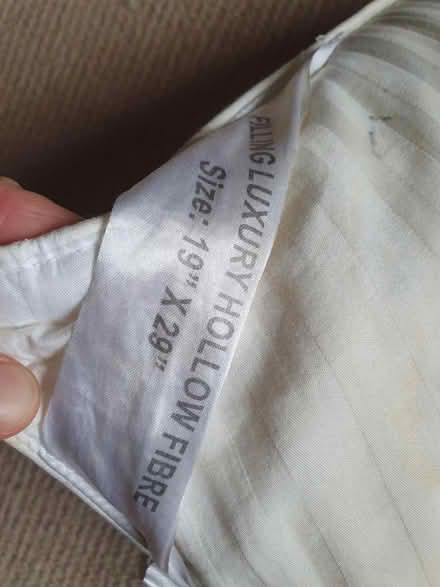 FILLING LUXURY HOLLOW FIBRE
Size: 19" X 29"